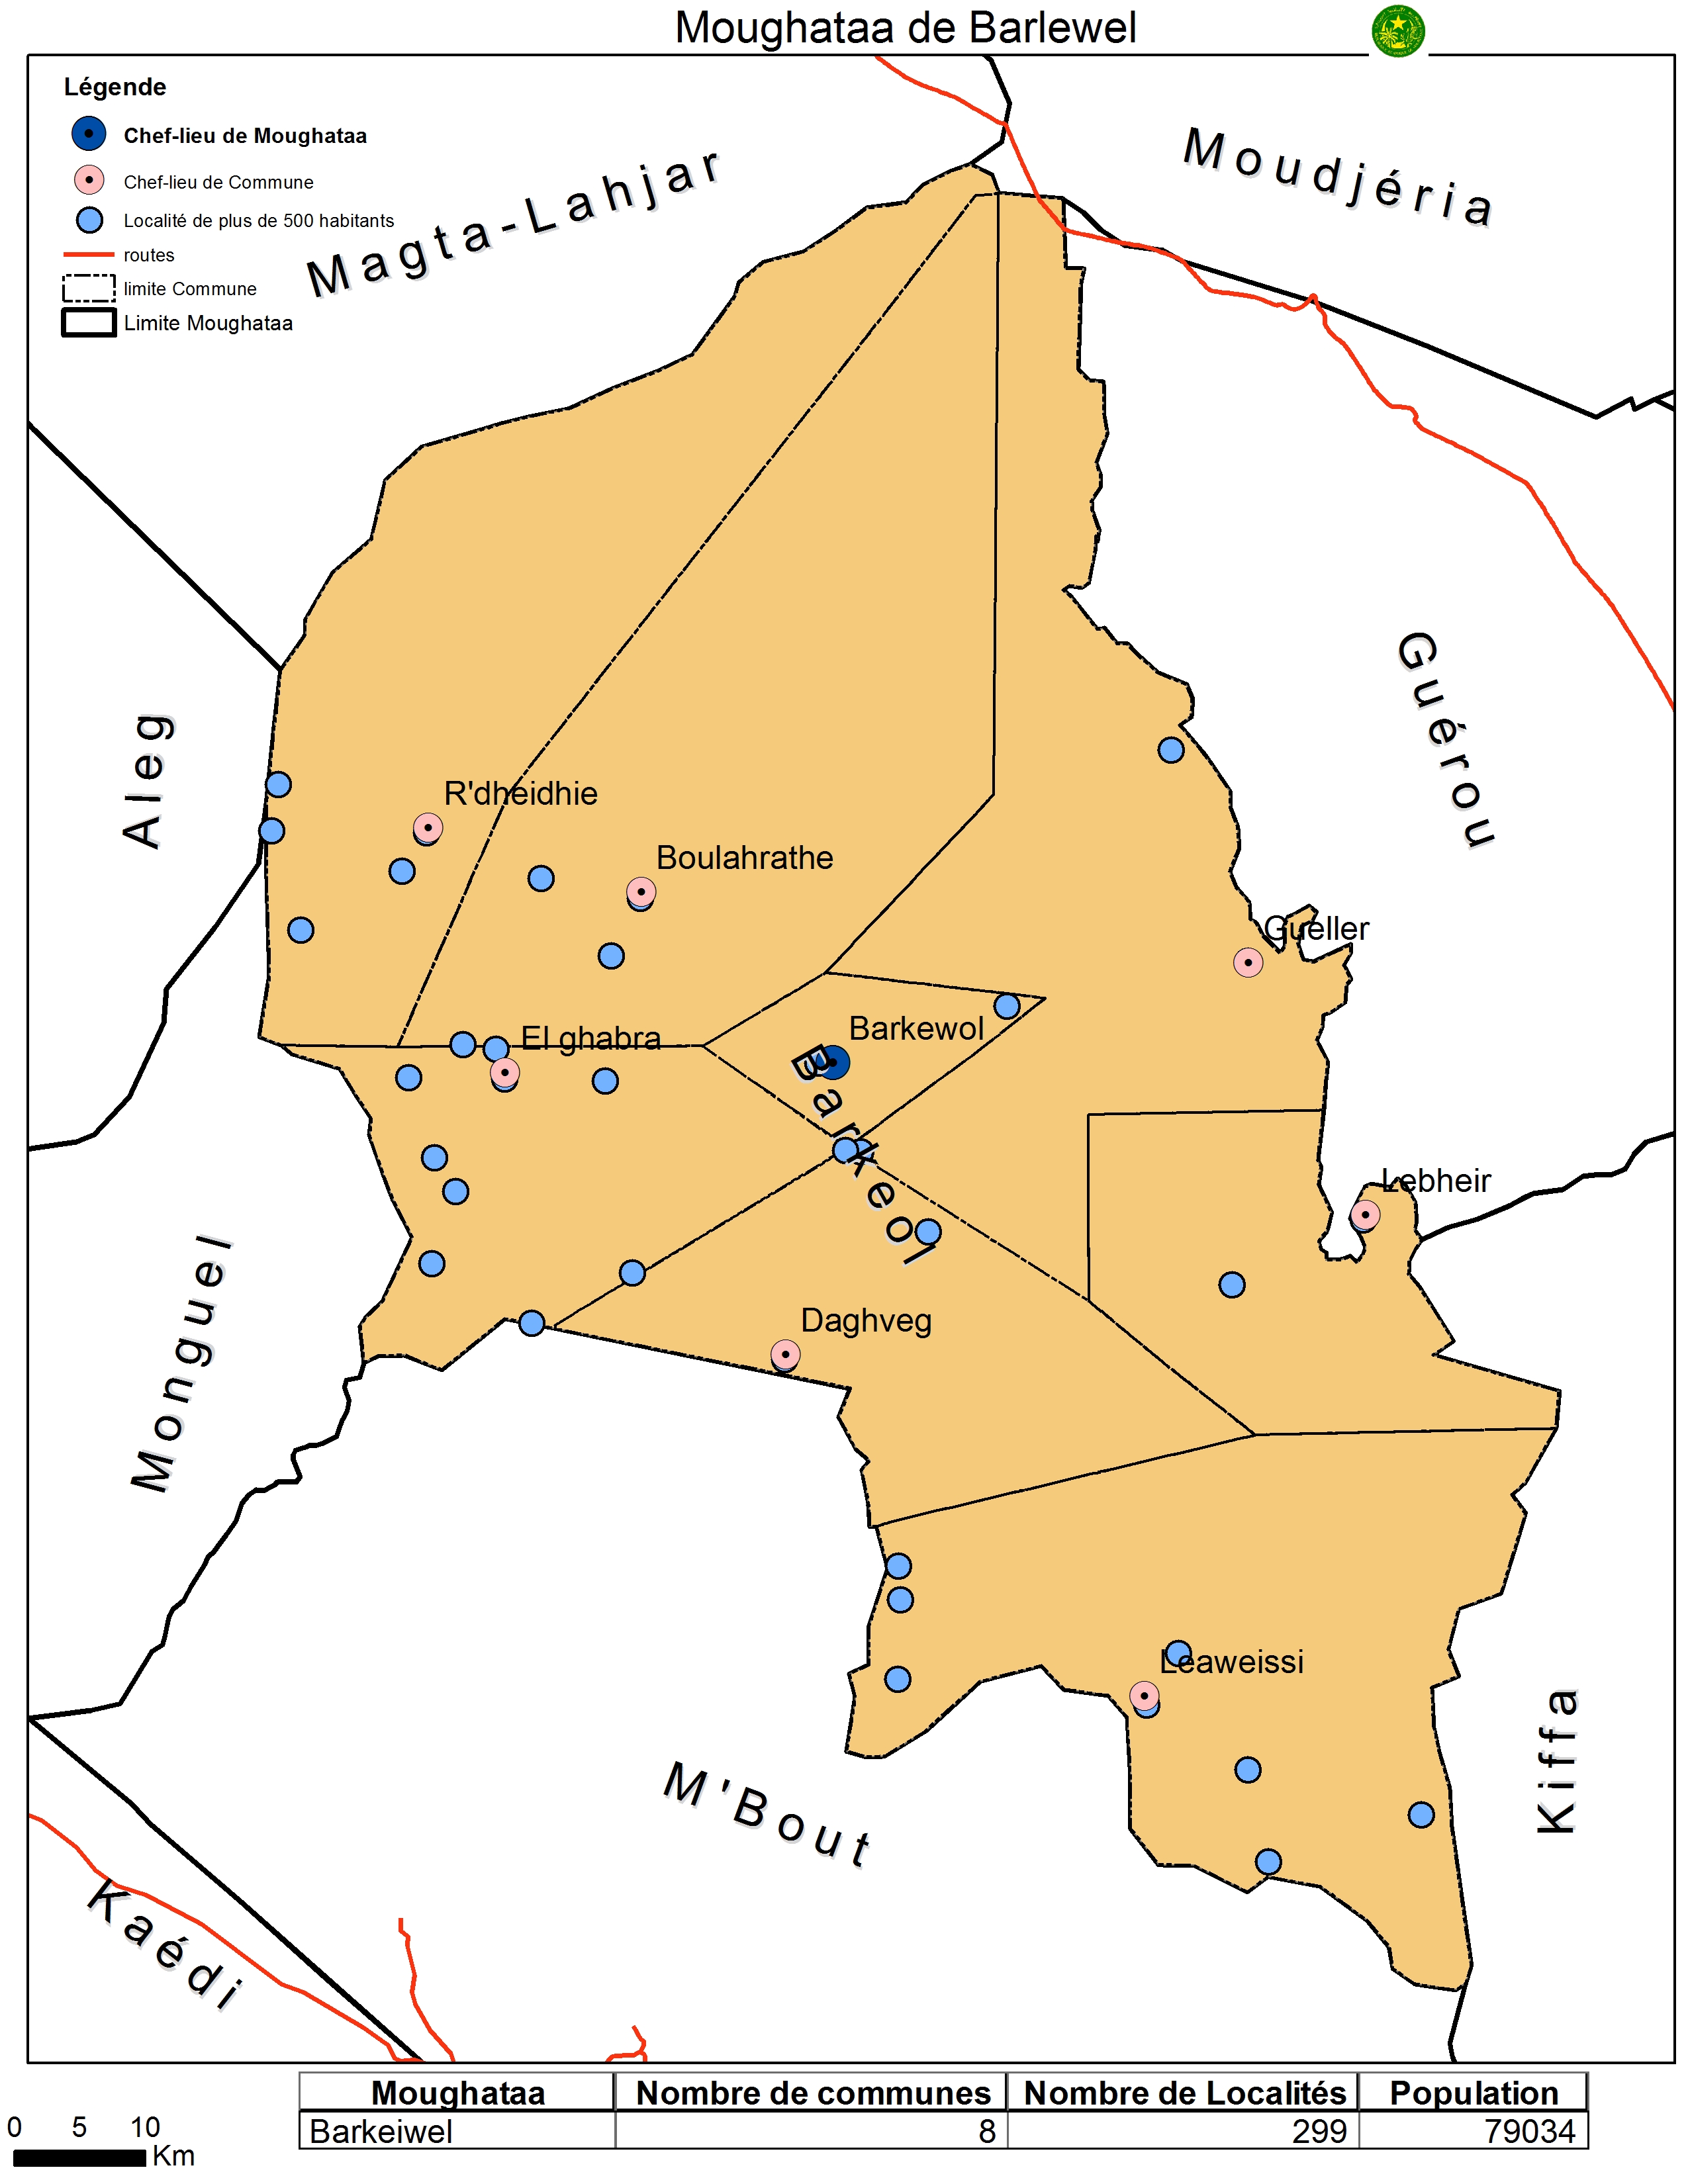 Moughataa de Barlewel
Légende
Chef-lieu de Moughataa
Chef-lieu de Commune
Localité de plus de 500 habitants
routes
limite Commune
Limite Moughataa
Magta-Lahjar
Moudjéria
Guérou
Aleg
R'dheidhie
Boulahrathe
Gueller
El ghabra
Barkewol
Barkeol
Lebheir
Monguel
Daghveg
Leaweissi
Kiffa
M'Bout
Kaédi
Moughataa Nombre de communes Nombre de Localités Population
Barkeiwel 8 299 79034
0 5 10
Km